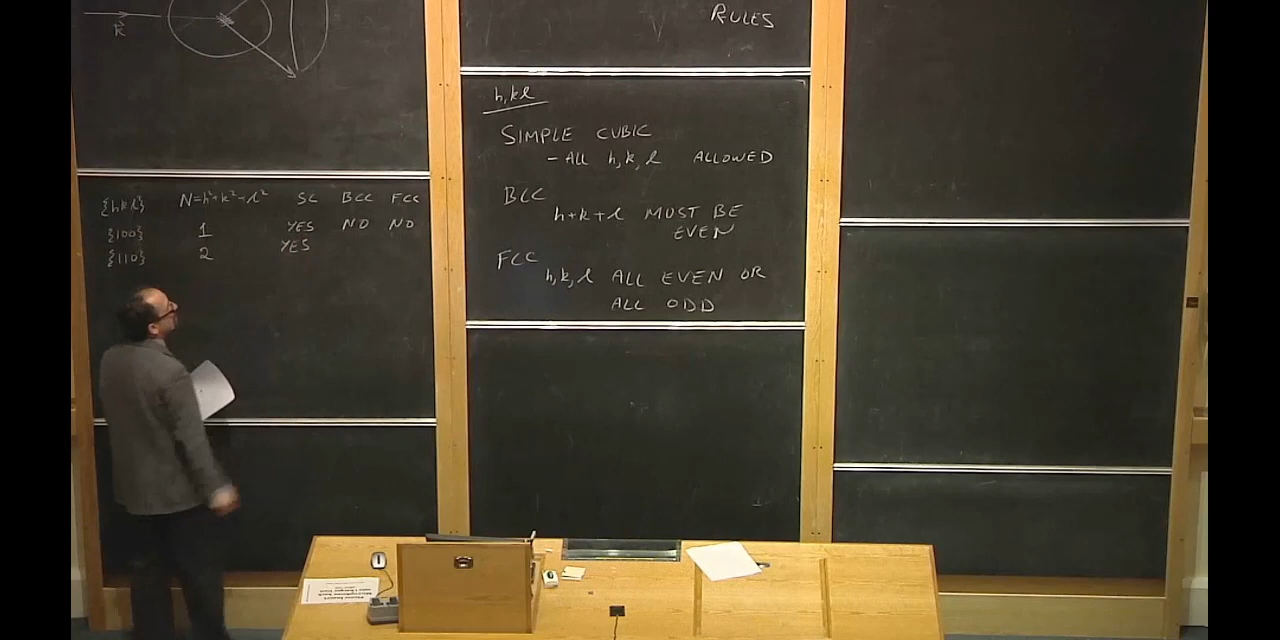 k
{hkl} N=h²+k²+l² SC BCC FCC
{100} 1 YES NO NO
{110} 2 YES
RULES
h,kl
SIMPLE CUBIC
- ALL h,k,l ALLOWED
BCC
h+k+l MUST BE
EVEN
FCC
h,k,l ALL EVEN OR
ALL ODD